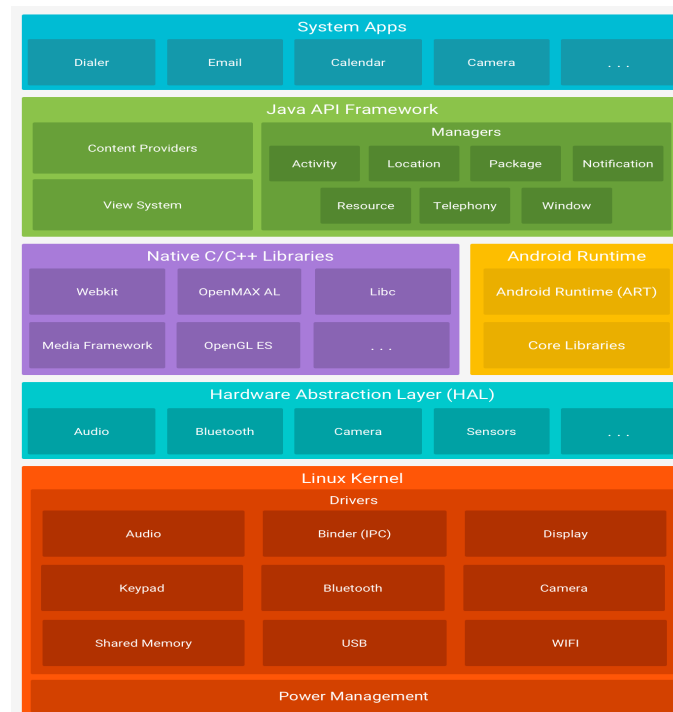 System Apps
Dialer Email Calendar Camera . . .
Java API Framework
Content Providers
View System
Managers
Activity Location Package Notification
Resource Telephony Window
Native C/C++ Libraries
Webkit OpenMAX AL Libc
Media Framework OpenGL ES . . .
Android Runtime
Android Runtime (ART)
Core Libraries
Hardware Abstraction Layer (HAL)
Audio Bluetooth Camera Sensors . . .
Linux Kernel
Drivers
Audio Binder (IPC) Display
Keypad Bluetooth Camera
Shared Memory USB WIFI
Power Management